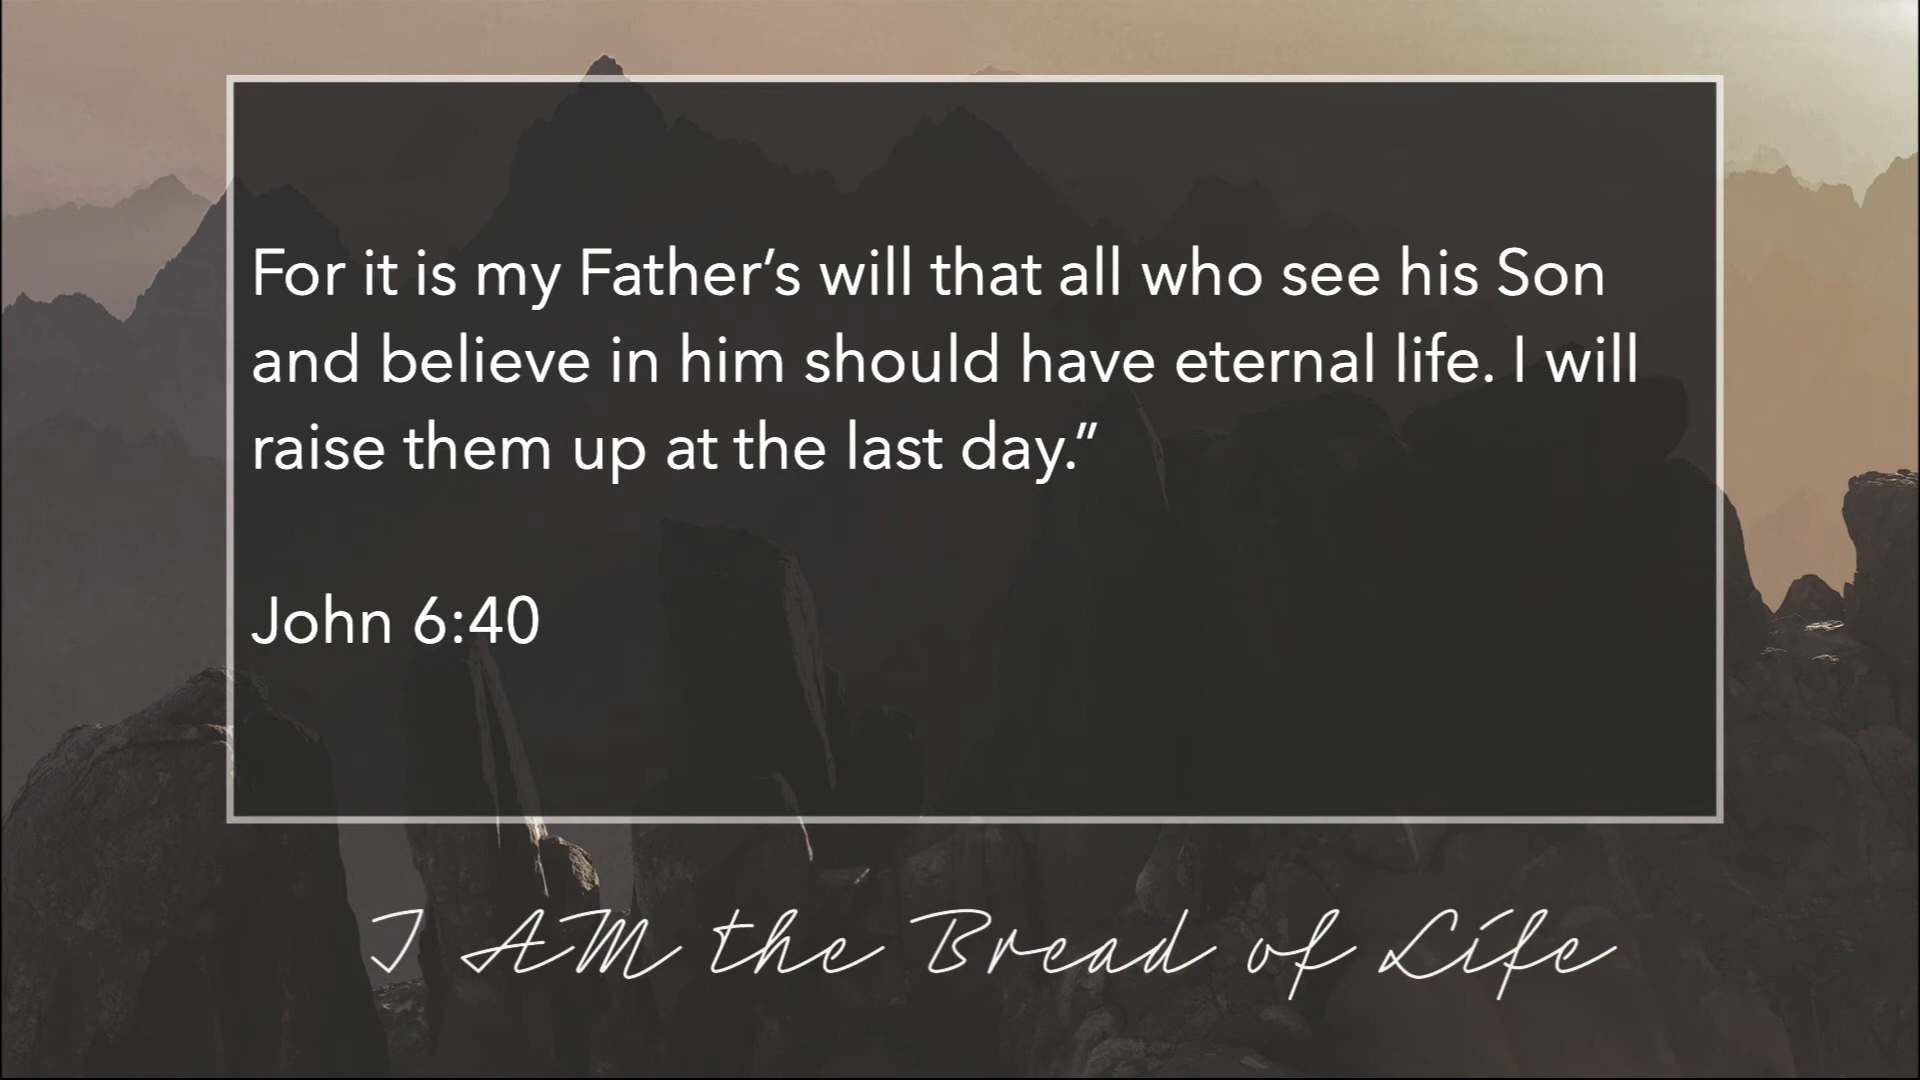 For it is my Father’s will that all who see his Son
and believe in him should have eternal life. I will
raise them up at the last day.”
John 6:40
I AM the Bread of Life